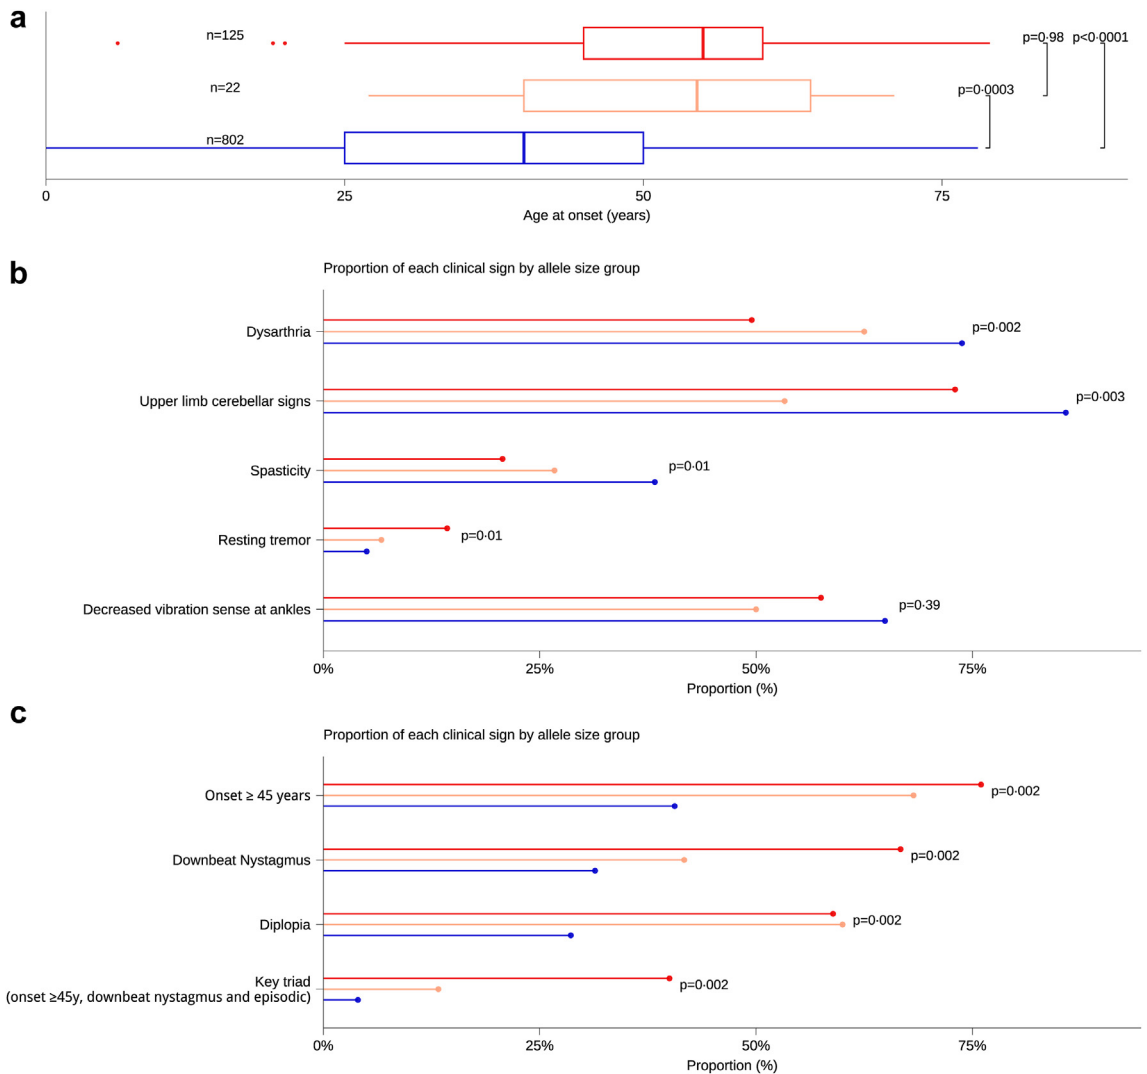 a
n=125
p=0·98 p<0·0001
n=22
p=0·0003
n=802
0 25 50 75
Age at onset (years)
b
Proportion of each clinical sign by allele size group
Dysarthria
p=0·002
Upper limb cerebellar signs
p=0·003
Spasticity
p=0·01
Resting tremor
p=0·01
Decreased vibration sense at ankles
p=0·39
0% 25% 50% 75%
Proportion (%)
c
Proportion of each clinical sign by allele size group
Onset ≥ 45 years
p=0·002
Downbeat Nystagmus
p=0·002
Diplopia
p=0·002
Key triad
p=0·002
(onset ≥45y, downbeat nystagmus and episodic)
0% 25% 50% 75%
Proportion (%)